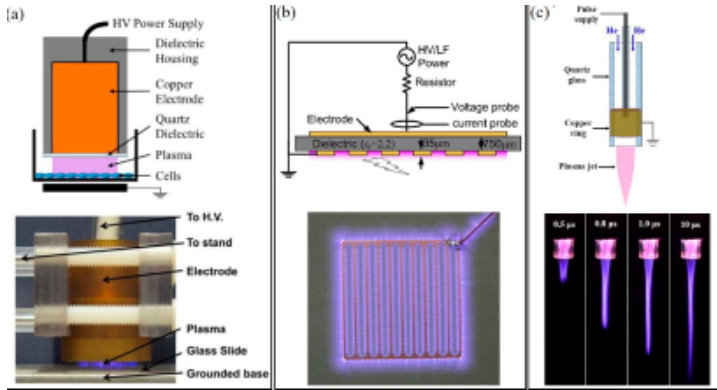 (a)
HV Power Supply
Dielectric
Housing
Copper
Electrode
Quartz
Dielectric
Plasma
Cells
To H.V.
To stand
Electrode
Plasma
Glass Slide
Grounded base
(b)
HV/LF
Power
Resistor
Voltage probe
current probe
Electrode
Dielectric (εr=2.2)
35μm
750μm
(c)
Pulse
supply
He
He
Quartz
glass
Copper
ring
Plasma jet
0.5 μs
0.8 μs
1.0 μs
10 μs